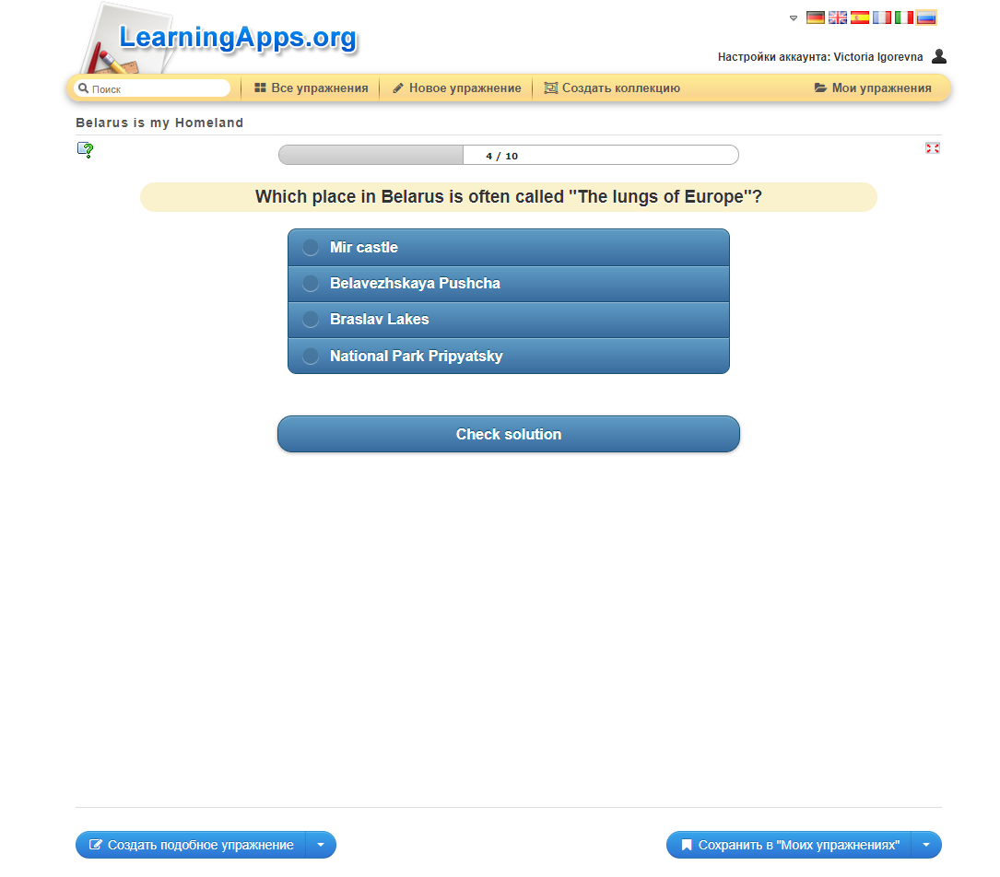 LearningApps.org
Настройки аккаунта: Victoria Igorevna
Поиск
Все упражнения
Новое упражнение
Создать коллекцию
Мои упражнения
Belarus is my Homeland
4 / 10
Which place in Belarus is often called "The lungs of Europe"?
Mir castle
Belavezhskaya Pushcha
Braslav Lakes
National Park Pripyatsky
Check solution
Создать подобное упражнение
Сохранить в "Моих упражнениях"